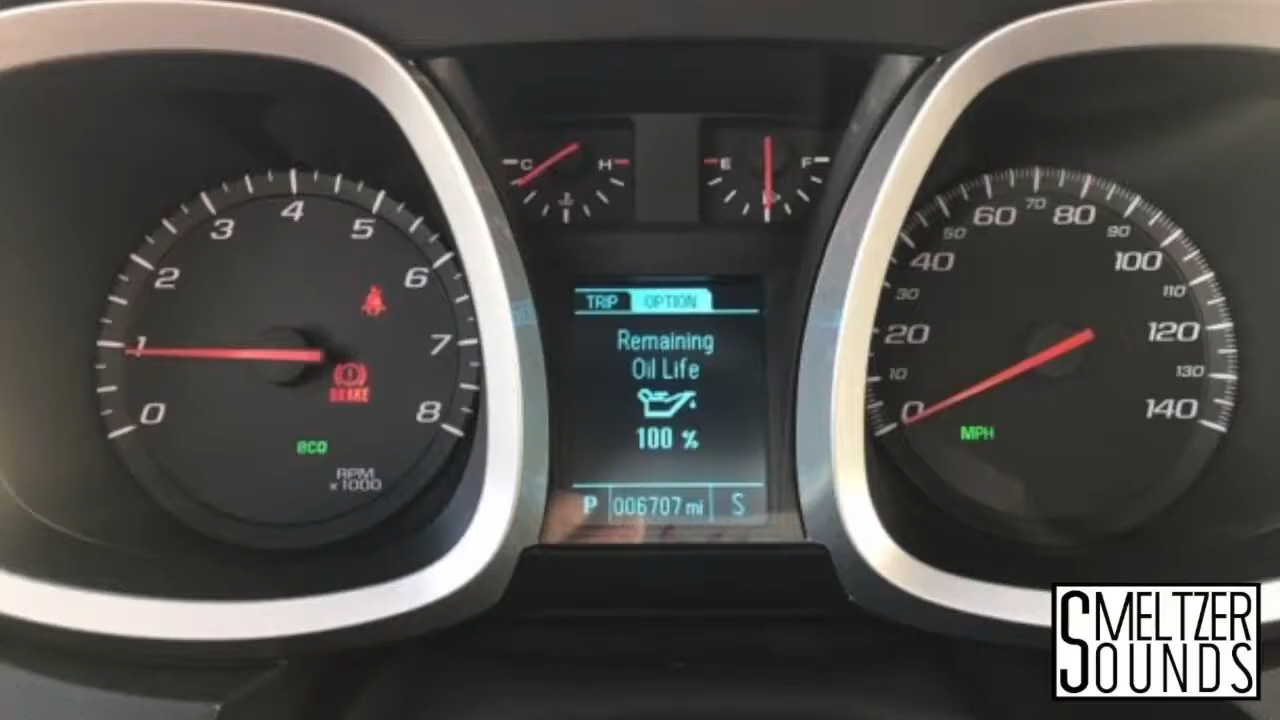 C H
E F
0 1 2 3 4 5 6 7 8
BRAKE
eco
RPM
x 1000
TRIP OPTION
Remaining
Oil Life
100 %
P 006707 mi S
0 10 20 30 40 50 60 70 80 90 100 110 120 130 140
MPH
SMELTZER
SOUNDS